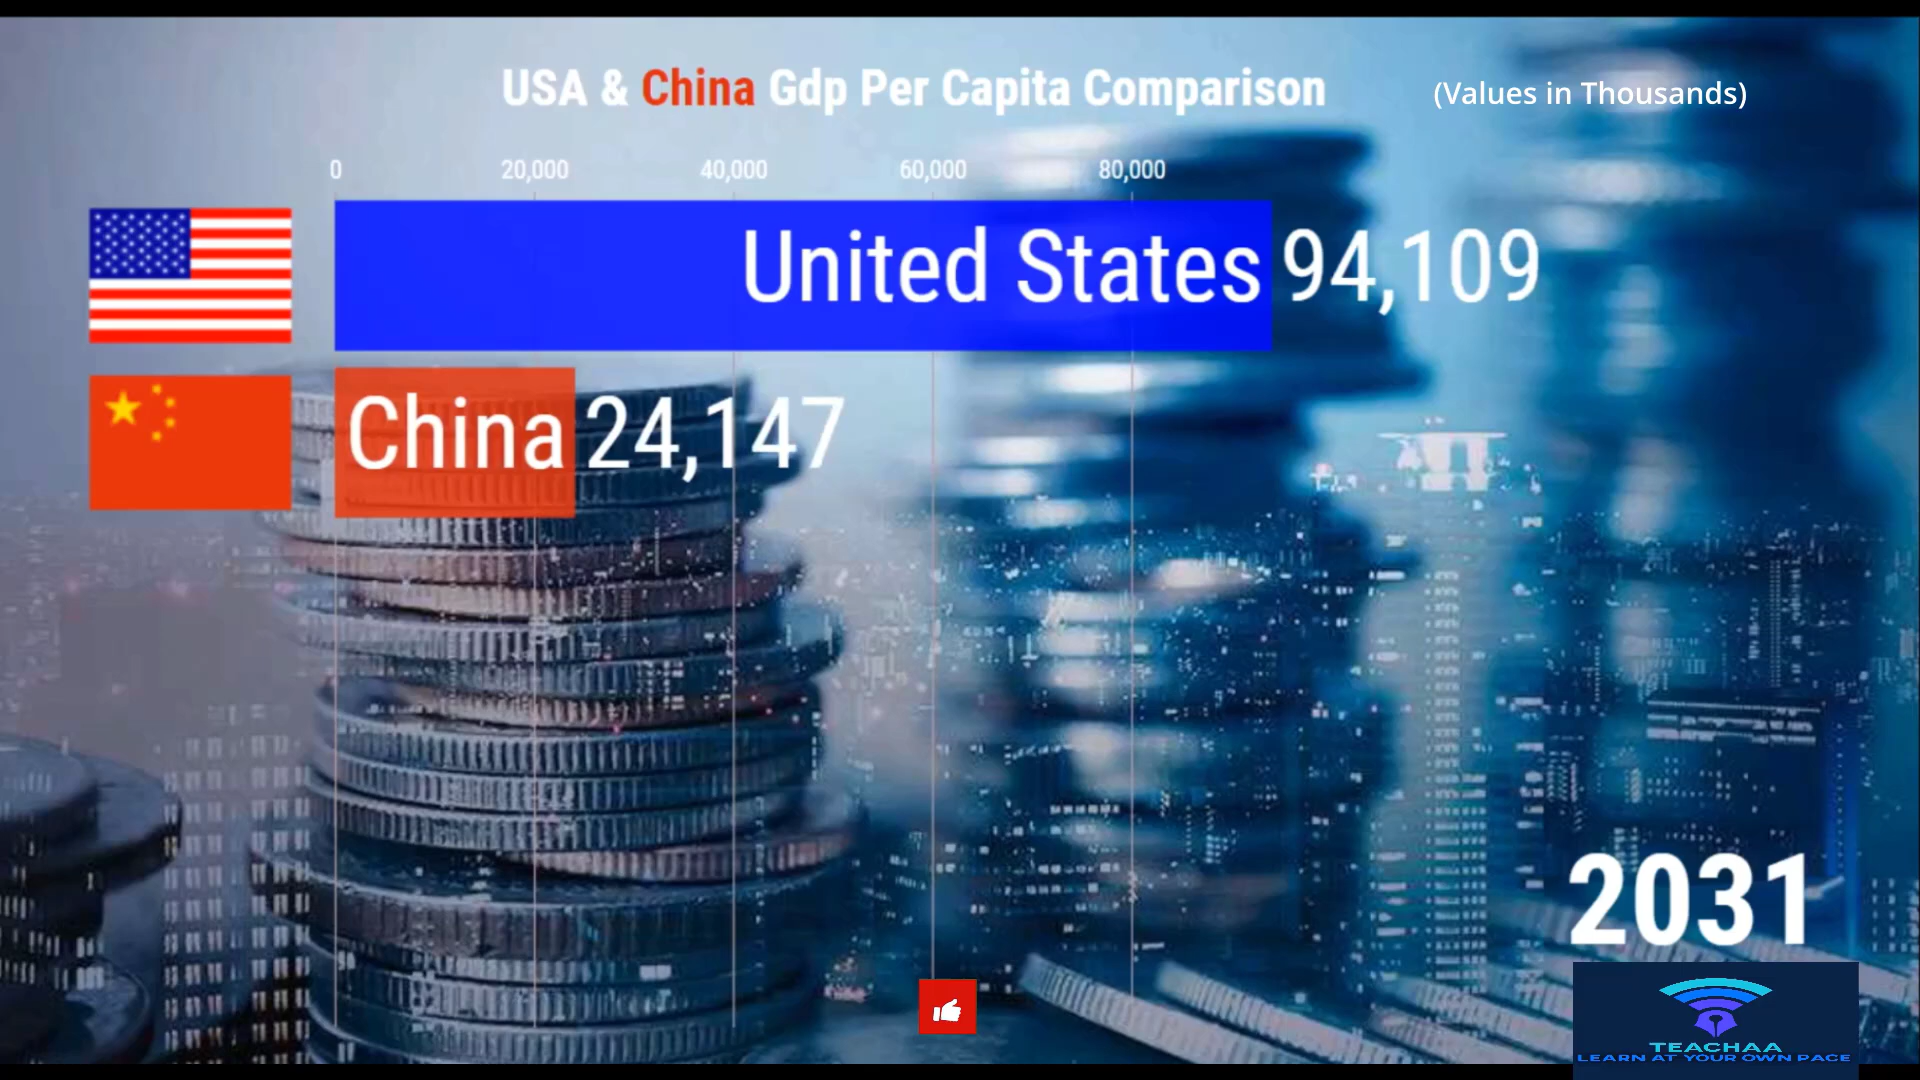 USA & China Gdp Per Capita Comparison (Values in Thousands)
0 20,000 40,000 60,000 80,000
United States 94,109
China 24,147
2031
TEACHAA
LEARN AT YOUR OWN PACE